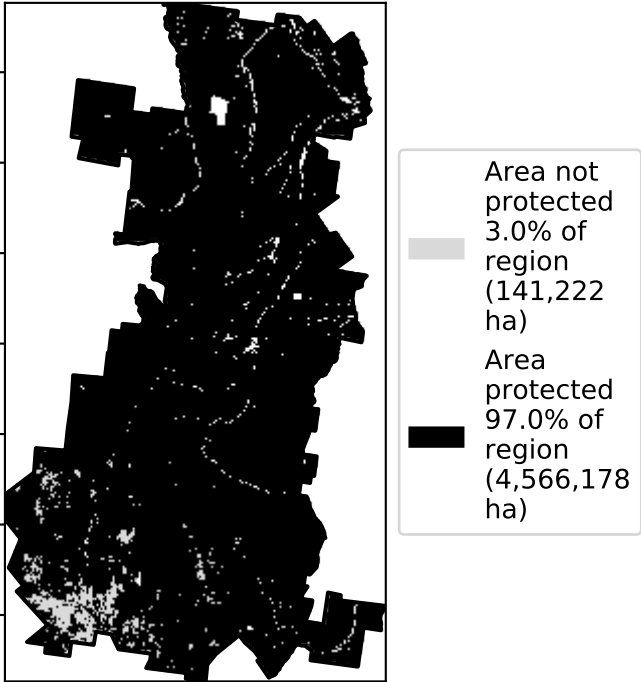 Area not
protected
3.0% of
region
(141,222
ha)
Area
protected
97.0% of
region
(4,566,178
ha)